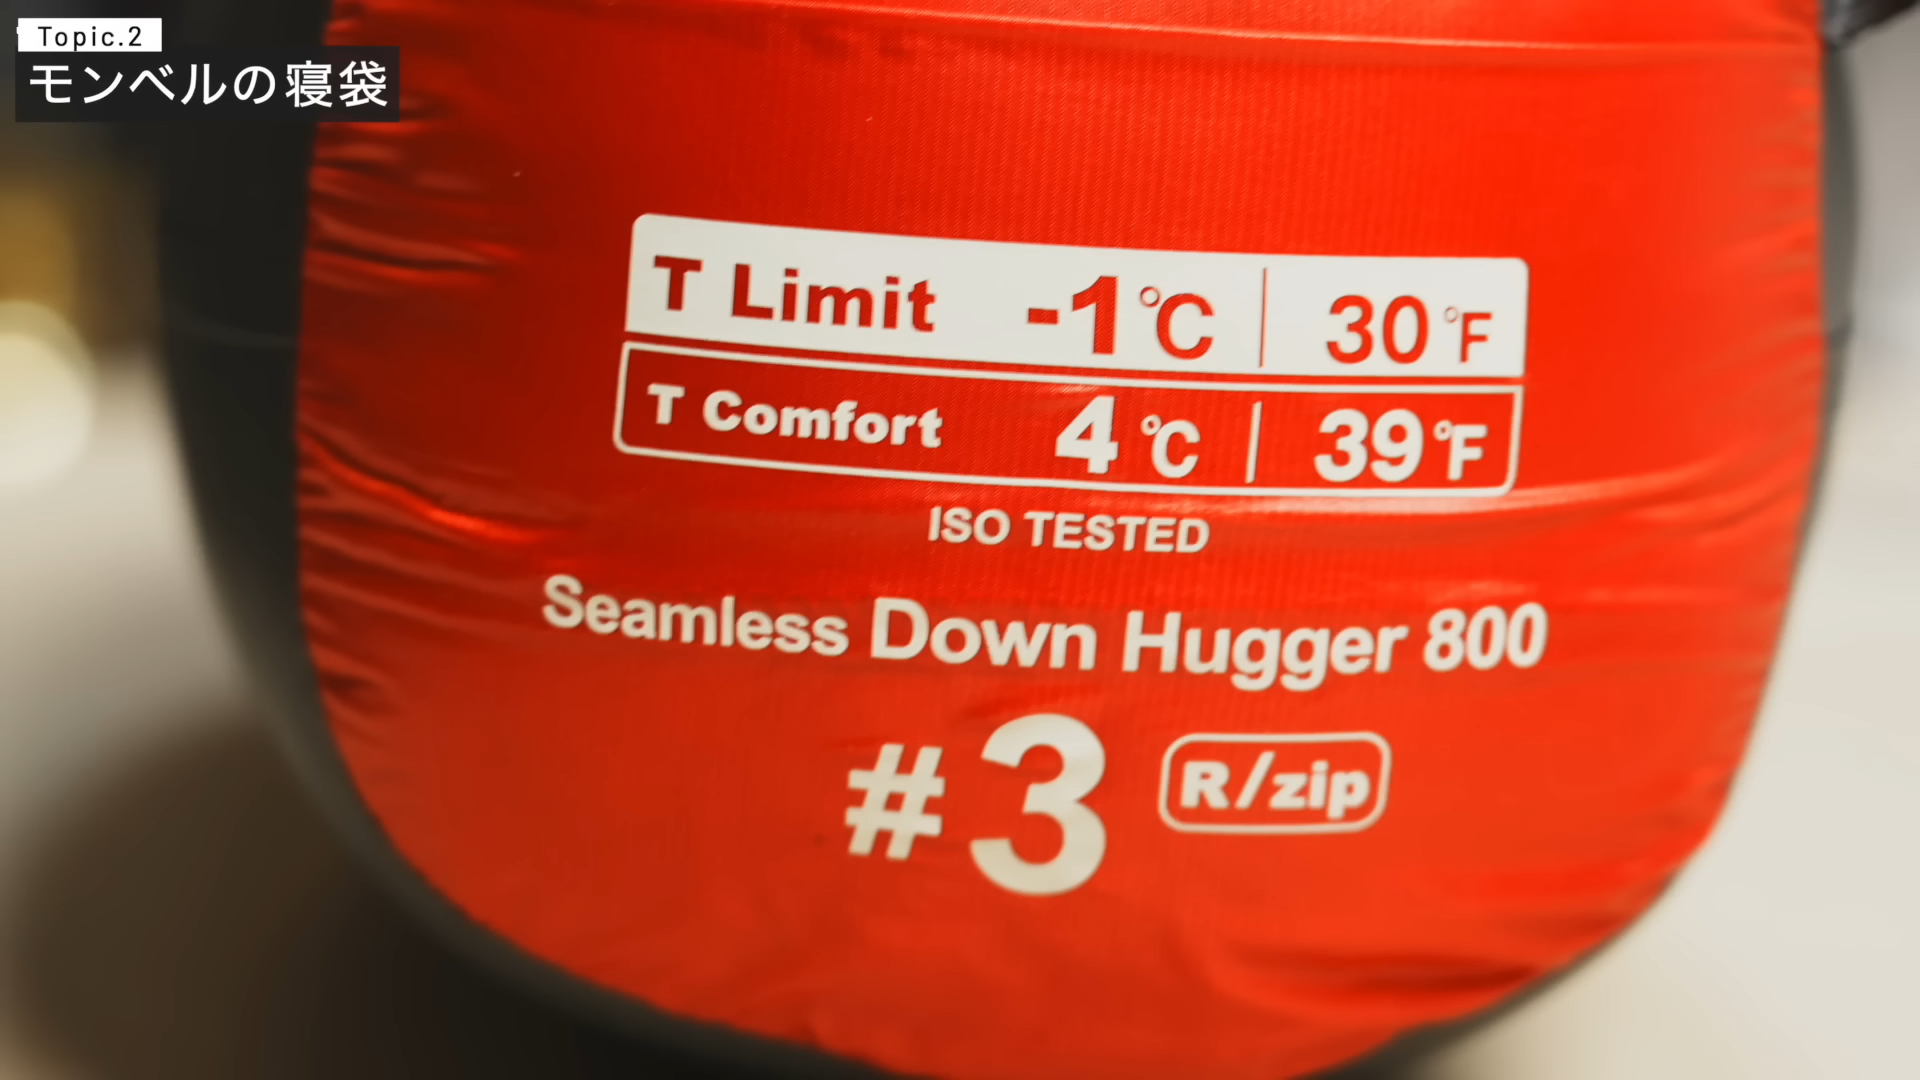 Topic.2
モンベルの寝袋
T Limit -1℃ | 30°F
T Comfort 4℃ | 39°F
ISO TESTED
Seamless Down Hugger 800
#3 R/zip